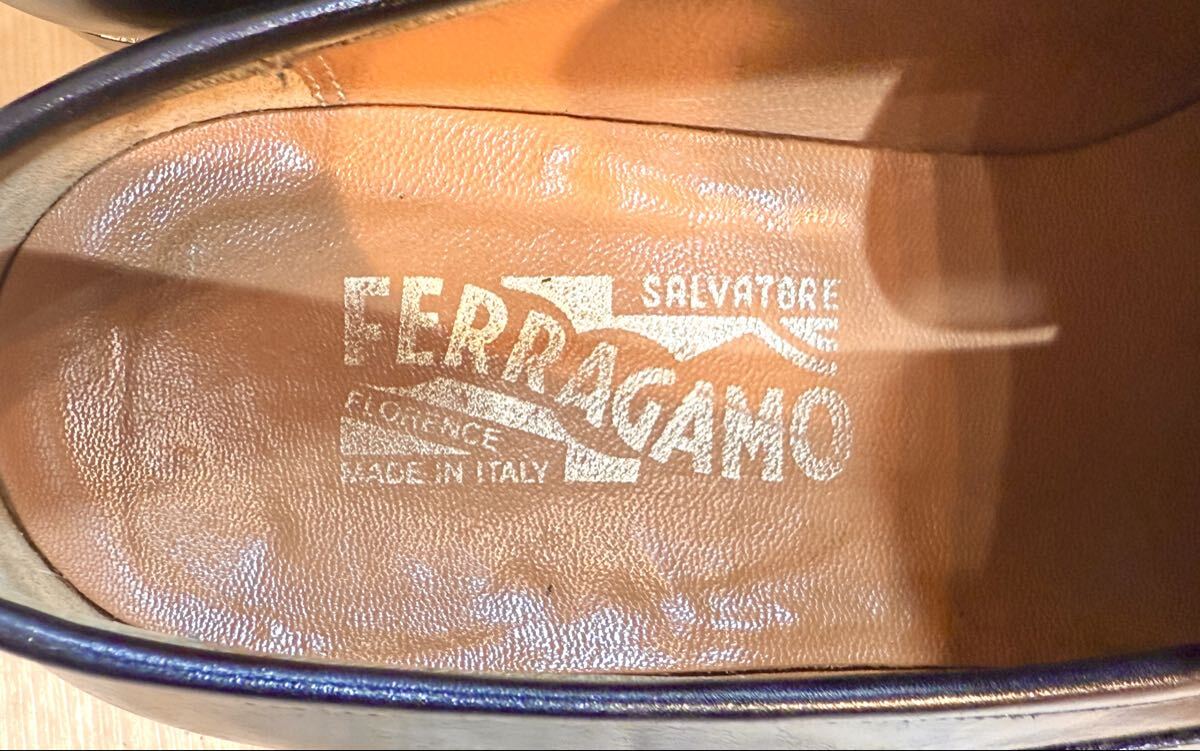 SALVATORE
FERRAGAMO
FLORENCE
MADE IN ITALY